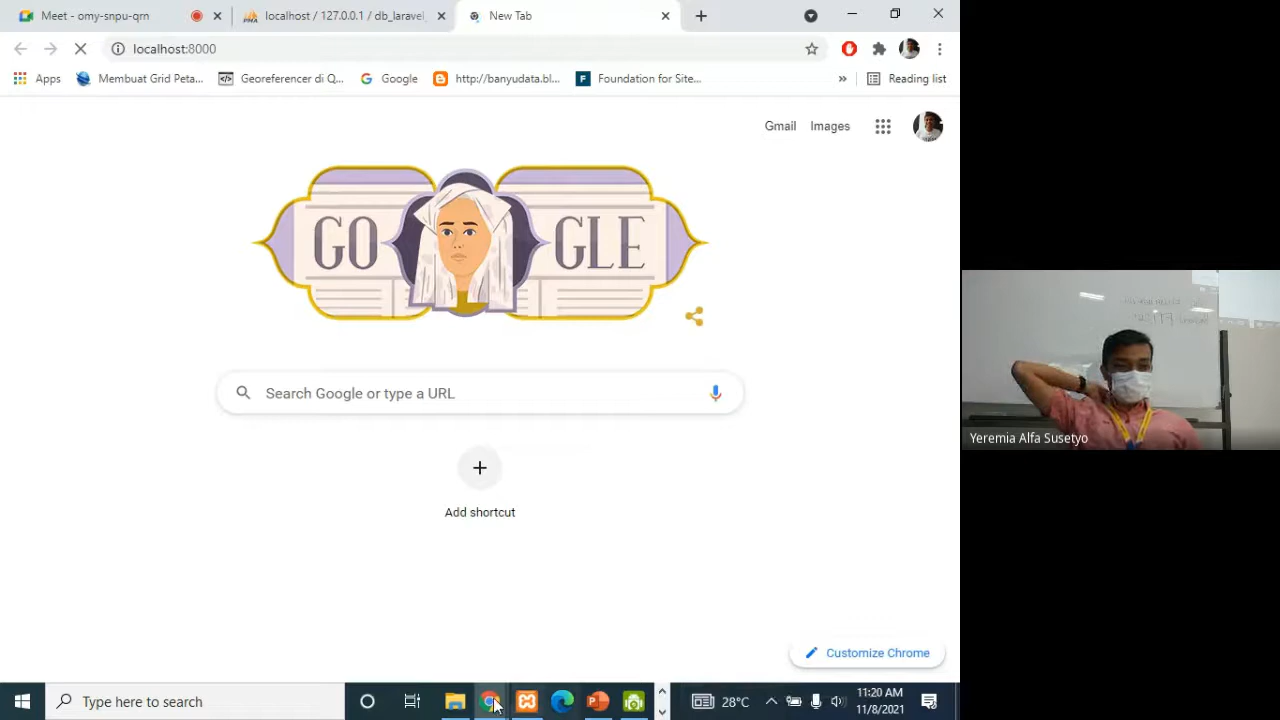 Meet - omy-snpu-qrn
localhost / 127.0.0.1 / db_laravel
New Tab
localhost:8000
Apps
Membuat Grid Peta...
Georeferencer di Q...
Google
http://banyudata.bl...
Foundation for Site...
»
Reading list
Gmail
Images
GO GLE
Search Google or type a URL
Add shortcut
Customize Chrome
Yeremia Alfa Susetyo
Type here to search
28°C
11:20 AM
11/8/2021